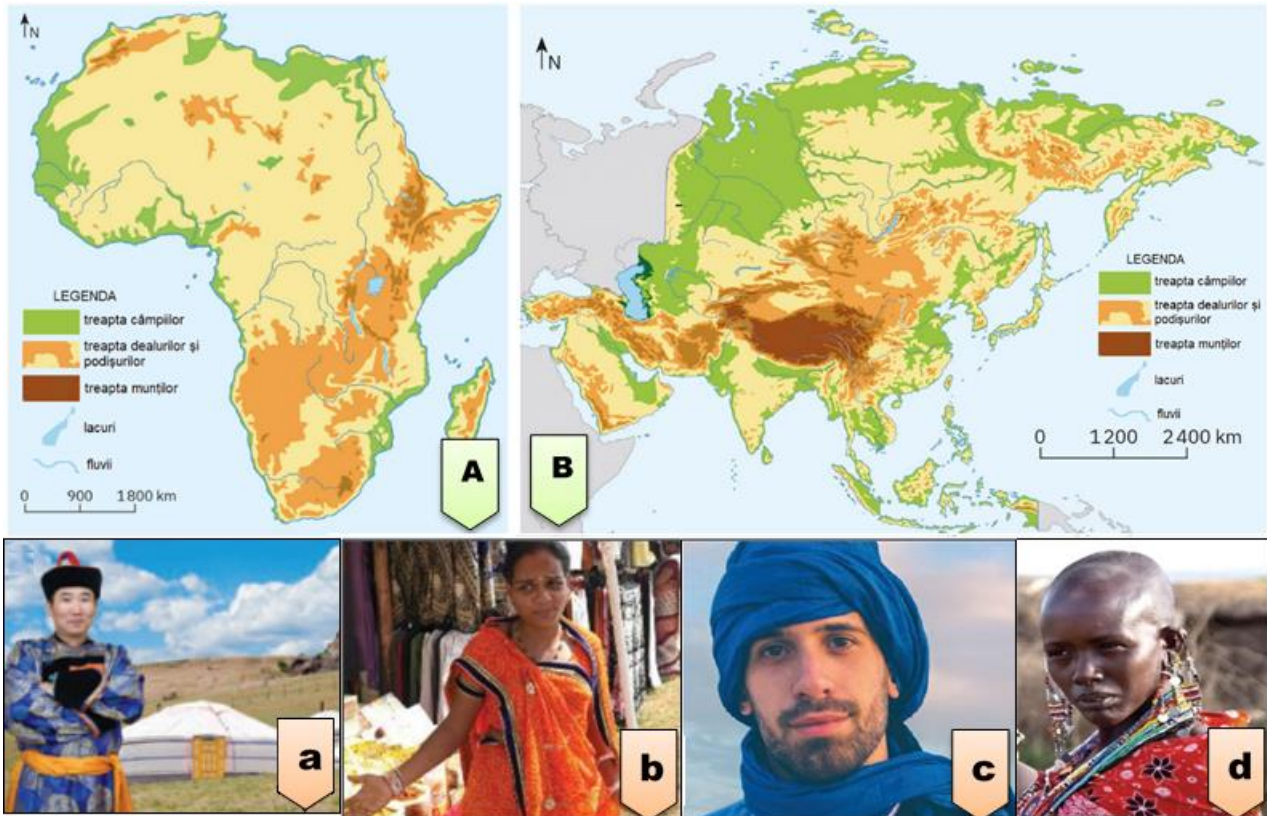 N
LEGENDA
treapta câmpiilor
treapta dealurilor și
podișurilor
treapta munților
lacuri
fluvii
0 900 1800 km
A
N
LEGENDA
treapta câmpiilor
treapta dealurilor și
podișurilor
treapta munților
lacuri
fluvii
0 1200 2400 km
B
a
b
c
d